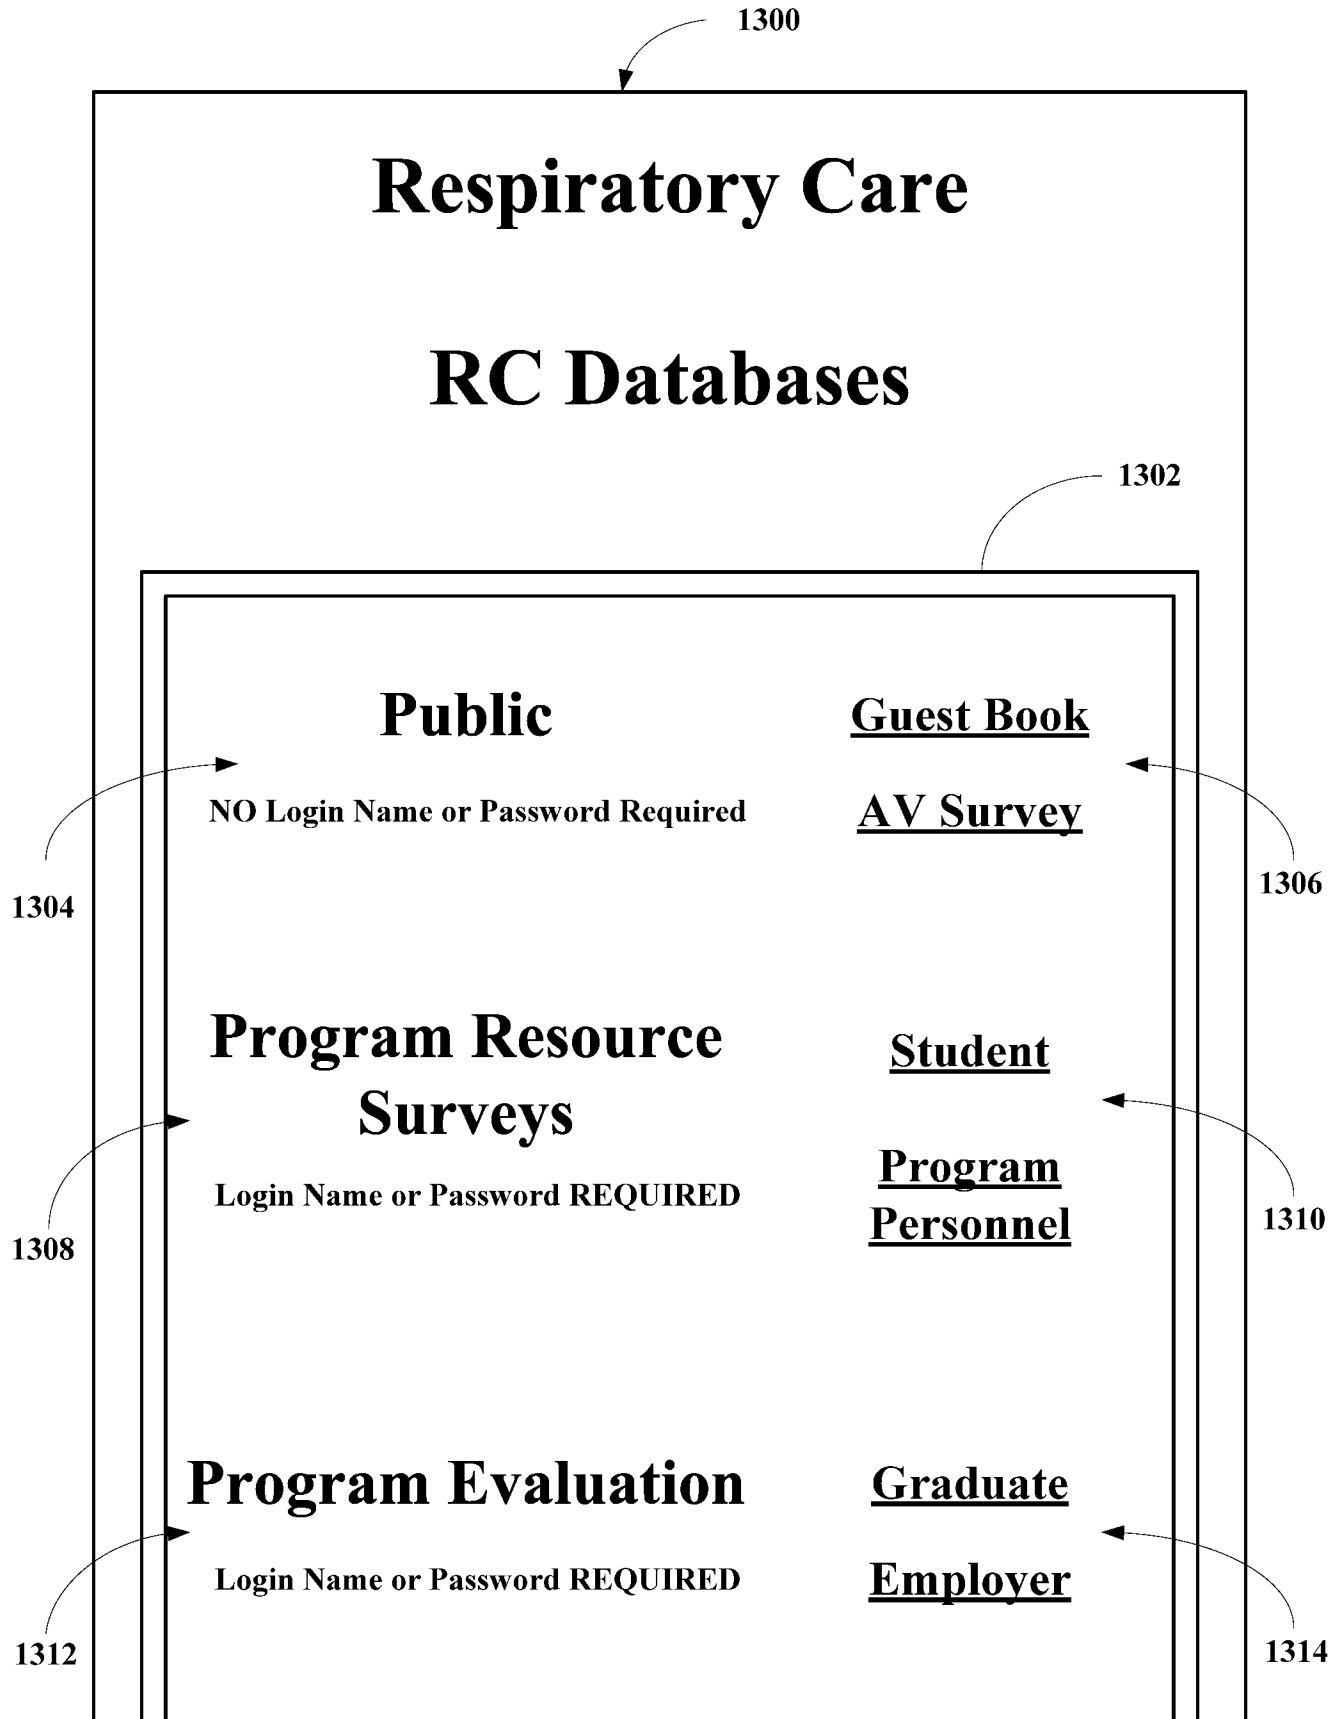 1300
Respiratory Care
RC Databases
1302
Public
Guest Book
NO Login Name or Password Required
AV Survey
1304
1306
Program Resource
Surveys
Student
Login Name or Password REQUIRED
Program
Personnel
1308
1310
Program Evaluation
Graduate
Login Name or Password REQUIRED
Employer
1312
1314